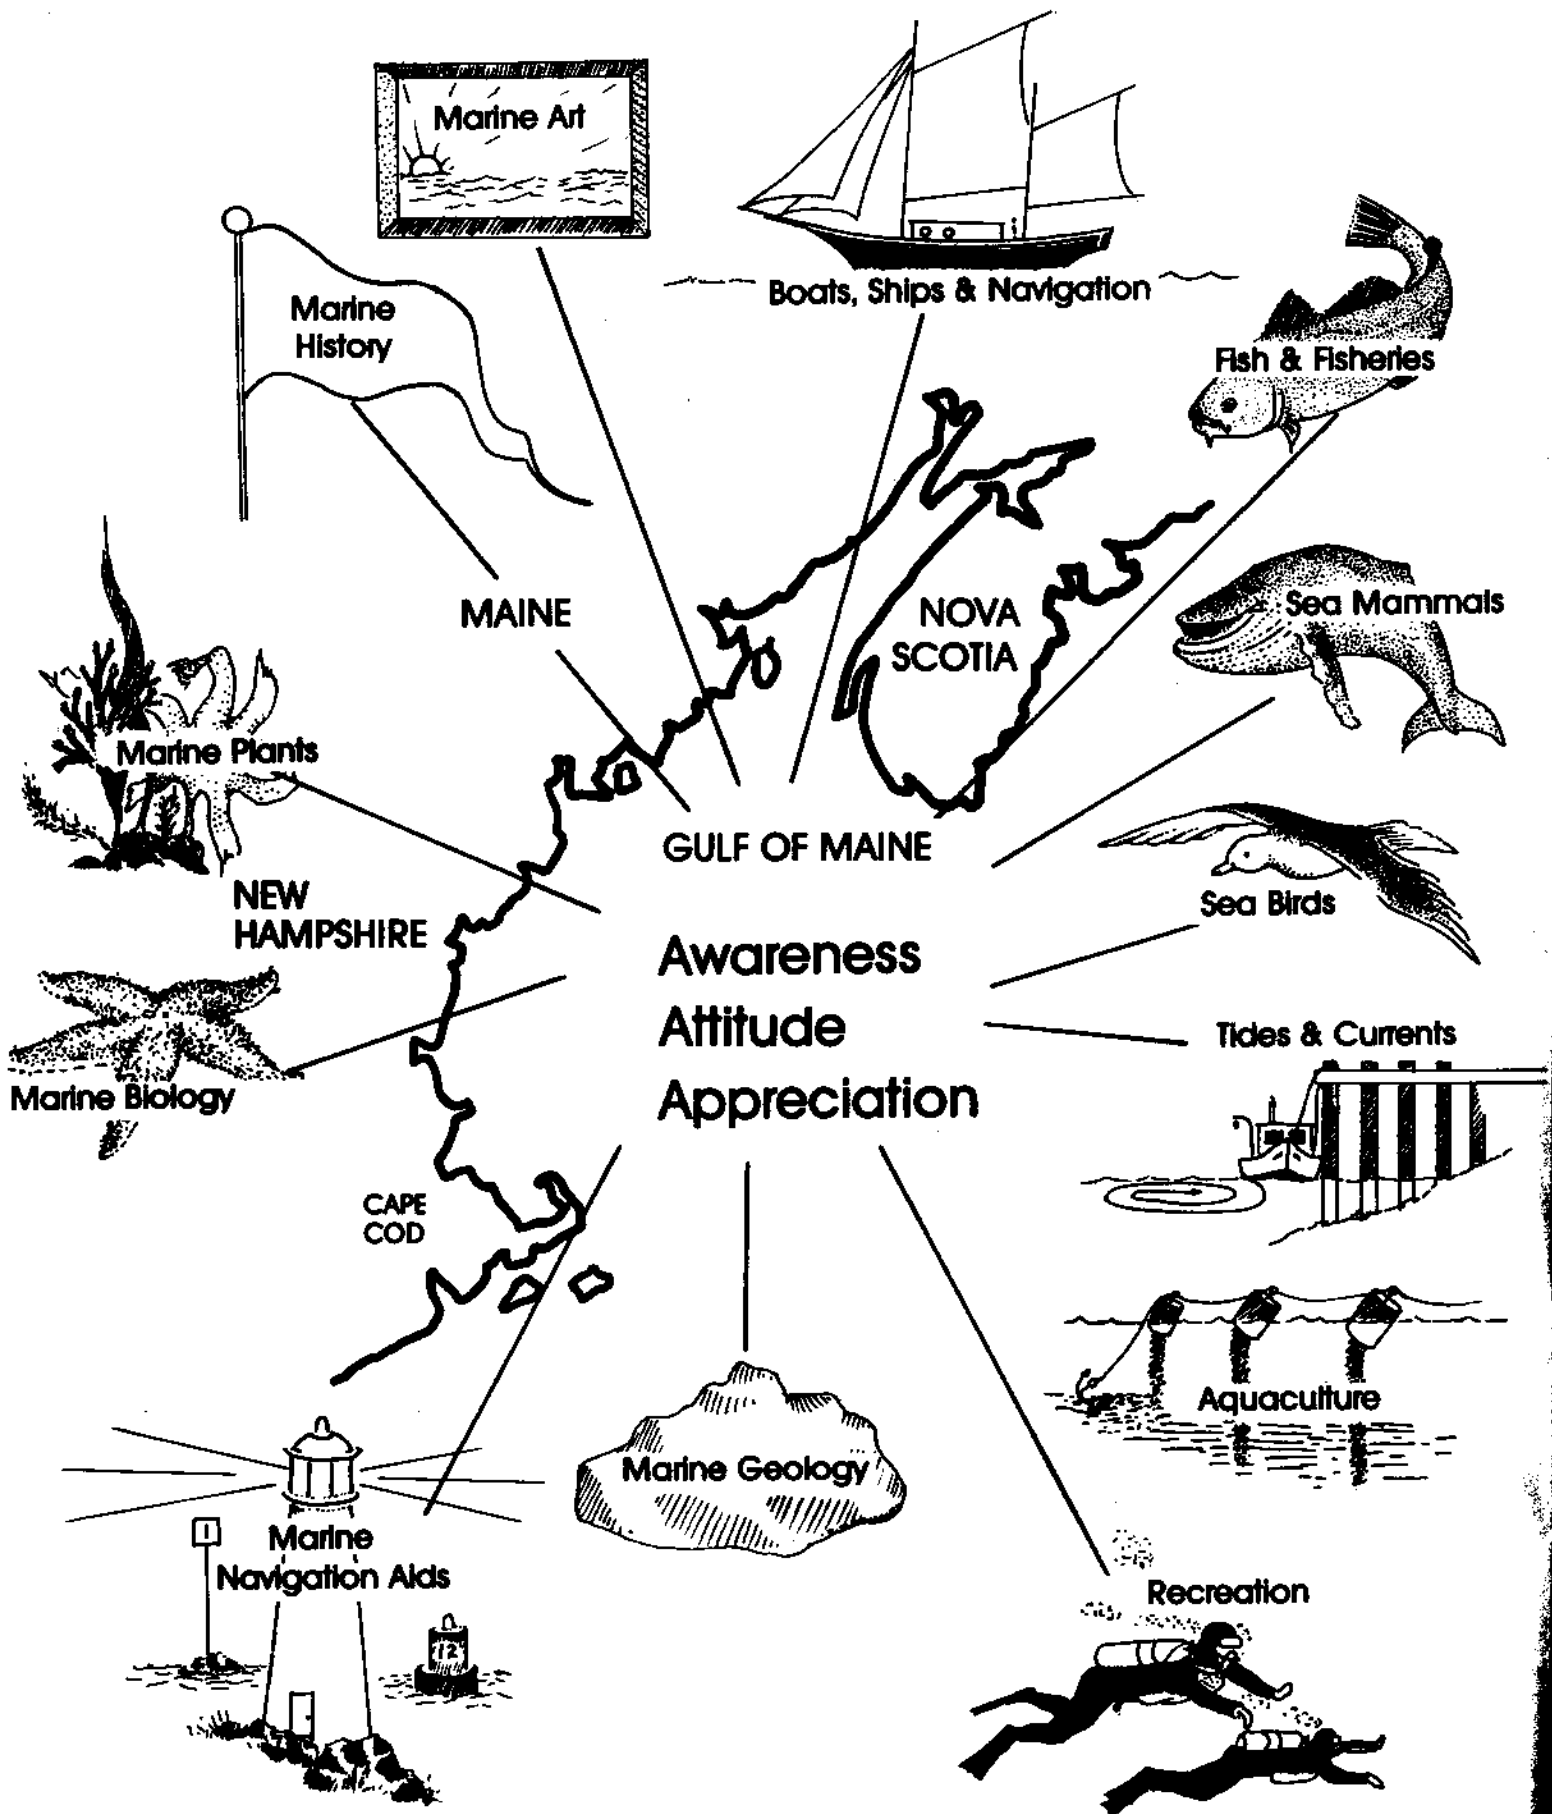 Marine Art
Boats, Ships & Navigation
Marine
History
Fish & Fisheries
MAINE
NOVA
SCOTIA
Sea Mammals
Marine Plants
GULF OF MAINE
NEW
HAMPSHIRE
Sea Birds
Awareness
Attitude
Appreciation
Tides & Currents
Marine Biology
CAPE
COD
Aquaculture
Marine Geology
1
Marine
Navigation Aids
Recreation
12